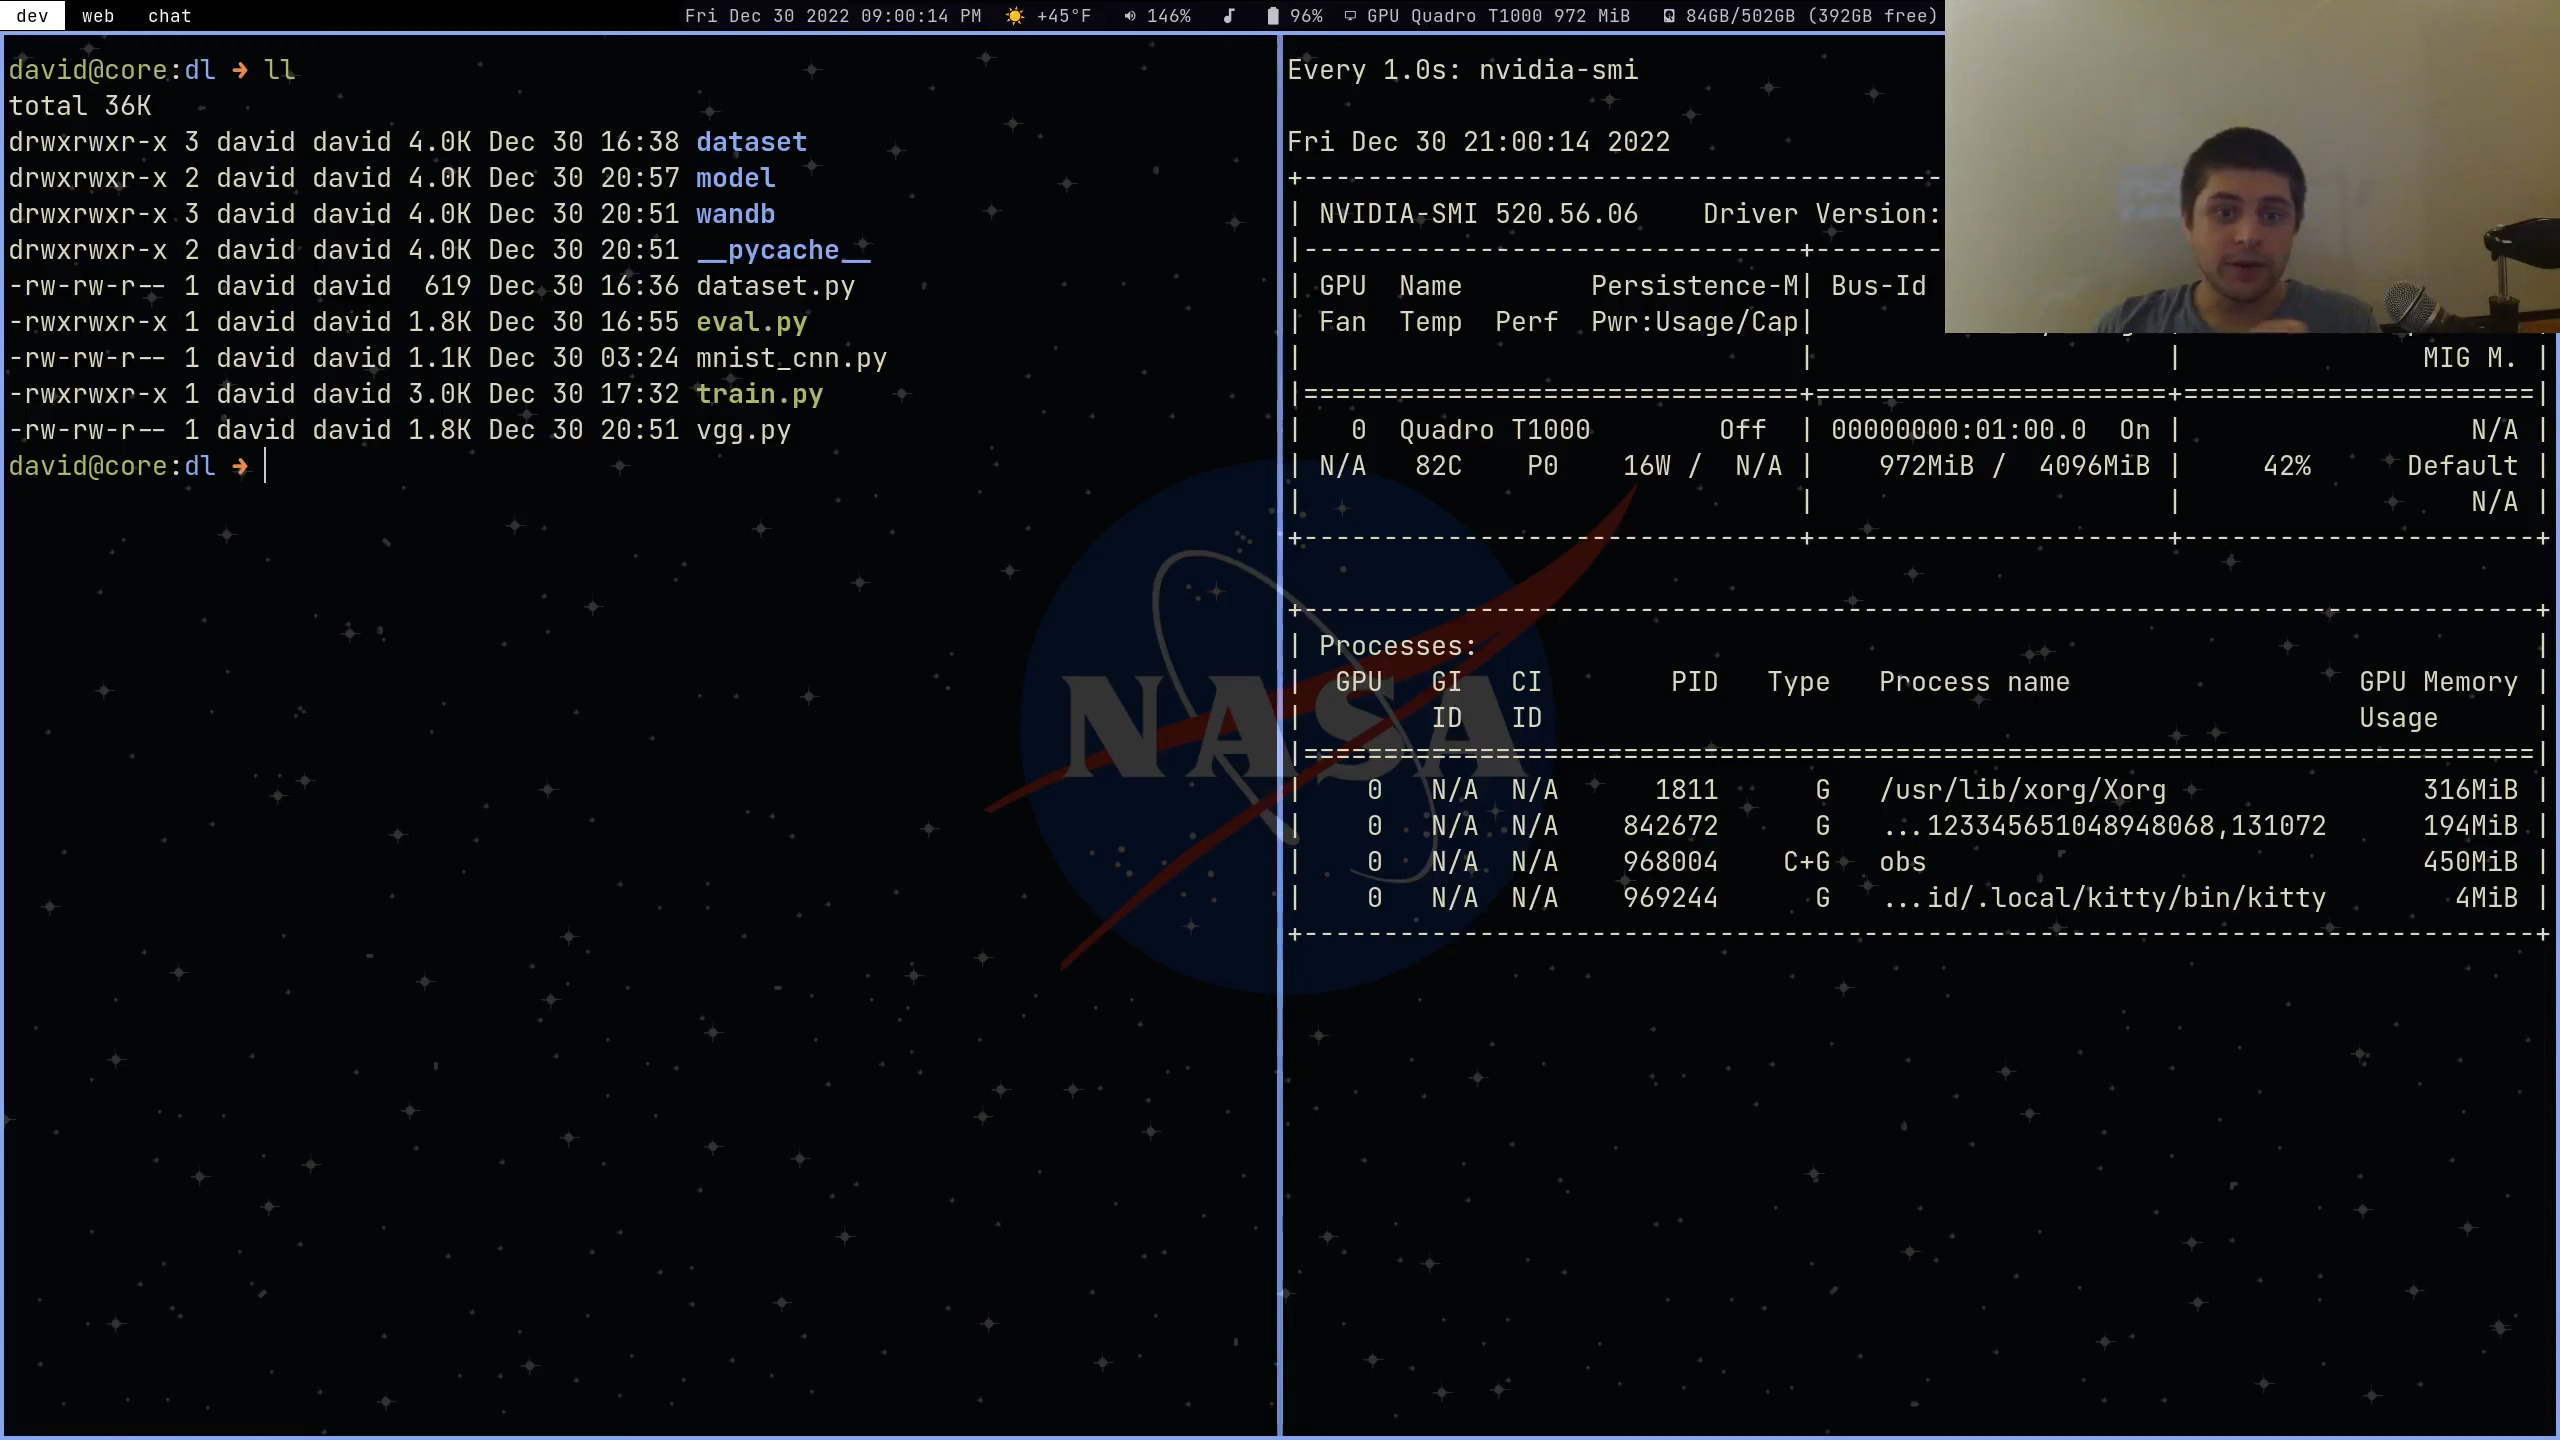 dev web chat Fri Dec 30 2022 09:00:14 PM +45°F 146% 96% GPU Quadro T1000 972 MiB 84GB/502GB (392GB free)
david@core:dl ➜ ll
total 36K
drwxrwxr-x 3 david david 4.0K Dec 30 16:38 dataset
drwxrwxr-x 2 david david 4.0K Dec 30 20:57 model
drwxrwxr-x 3 david david 4.0K Dec 30 20:51 wandb
drwxrwxr-x 2 david david 4.0K Dec 30 20:51 __pycache__
-rw-rw-r-- 1 david david  619 Dec 30 16:36 dataset.py
-rwxrwxr-x 1 david david 1.8K Dec 30 16:55 eval.py
-rw-rw-r-- 1 david david 1.1K Dec 30 03:24 mnist_cnn.py
-rwxrwxr-x 1 david david 3.0K Dec 30 17:32 train.py
-rw-rw-r-- 1 david david 1.8K Dec 30 20:51 vgg.py
david@core:dl ➜
Every 1.0s: nvidia-smi
Fri Dec 30 21:00:14 2022
+-----------------------------------------
| NVIDIA-SMI 520.56.06    Driver Version:
|-------------------------------+--------
| GPU  Name        Persistence-M| Bus-Id
| Fan  Temp  Perf  Pwr:Usage/Cap|
|                               |                      |               MIG M. |
|===============================+======================+======================|
|   0  Quadro T1000        Off  | 00000000:01:00.0  On |                  N/A |
| N/A   82C    P0    16W /  N/A |    972MiB /  4096MiB |     42%      Default |
|                               |                      |                  N/A |
+-------------------------------+----------------------+----------------------+
+-----------------------------------------------------------------------------+
| Processes:                                                                  |
|  GPU   GI   CI        PID   Type   Process name                  GPU Memory |
|        ID   ID                                                   Usage      |
|=============================================================================|
|    0   N/A  N/A      1811      G   /usr/lib/xorg/Xorg                316MiB |
|    0   N/A  N/A    842672      G   ...123345651048948068,131072      194MiB |
|    0   N/A  N/A    968004    C+G   obs                               450MiB |
|    0   N/A  N/A    969244      G   ...id/.local/kitty/bin/kitty        4MiB |
+-----------------------------------------------------------------------------+
NASA